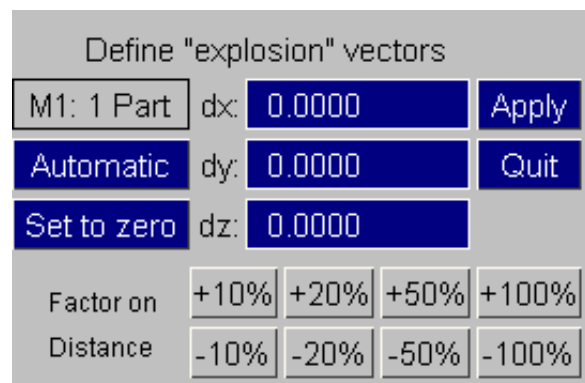 Define "explosion" vectors
M1: 1 Part dx: 0.0000 Apply
Automatic dy: 0.0000 Quit
Set to zero dz: 0.0000
Factor on +10% +20% +50% +100%
Distance -10% -20% -50% -100%